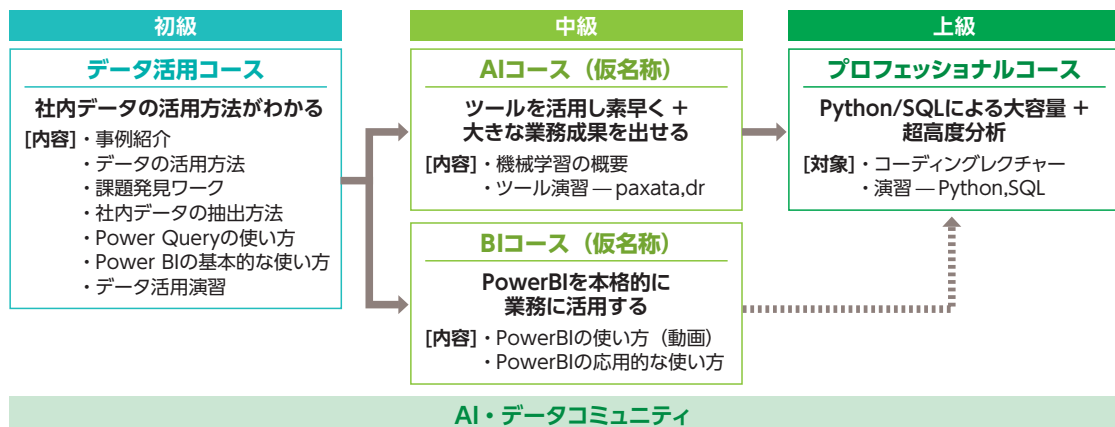 初級
データ活用コース
社内データの活用方法がわかる
[内容]・事例紹介
・データの活用方法
・課題発見ワーク
・社内データの抽出方法
・Power Queryの使い方
・Power BIの基本的な使い方
・データ活用演習
中級
AIコース（仮名称）
ツールを活用し素早く +
大きな業務成果を出せる
[内容]・機械学習の概要
・ツール演習 — paxata,dr
BIコース（仮名称）
PowerBIを本格的に
業務に活用する
[内容]・PowerBIの使い方（動画）
・PowerBIの応用的な使い方
上級
プロフェッショナルコース
Python/SQLによる大容量 +
超高度分析
[対象]・コーディングレクチャー
・演習 — Python,SQL
AI・データコミュニティ